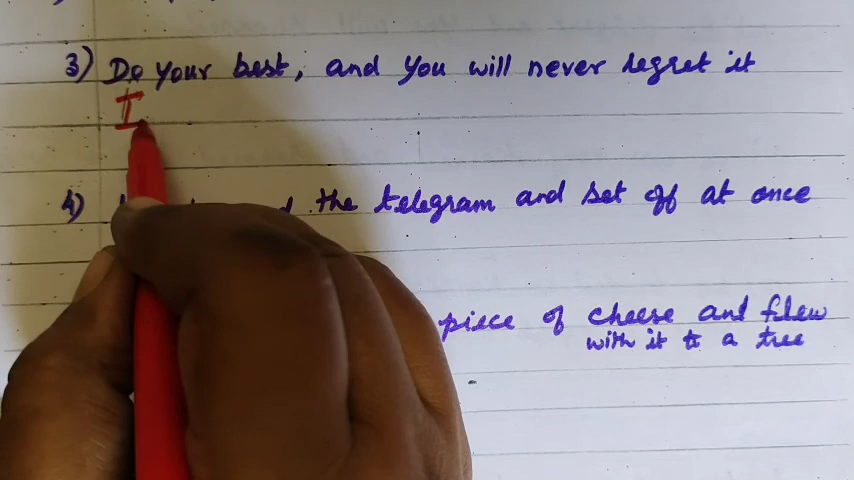 3) Do your best, and you will never regret it
I
4) the telegram and set off at once
piece of cheese and flew
with it to a tree